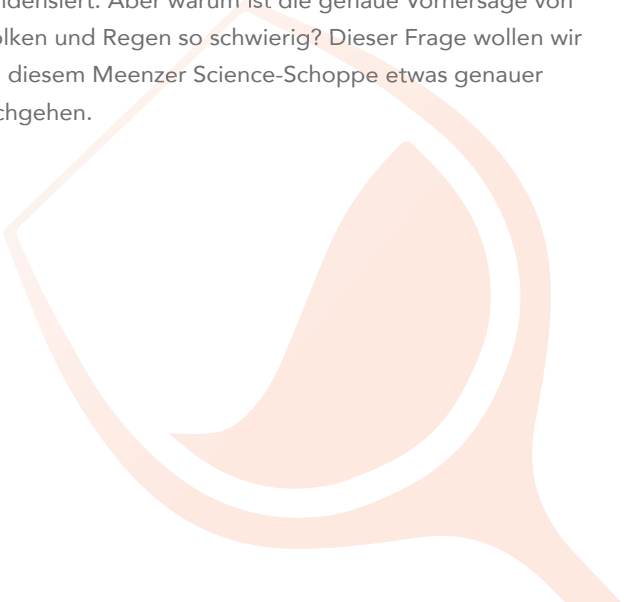 ndensiert. Aber warum ist die genaue Vorhersage von
olken und Regen so schwierig? Dieser Frage wollen wir
diesem Meenzer Science-Schoppe etwas genauer
chgehen.